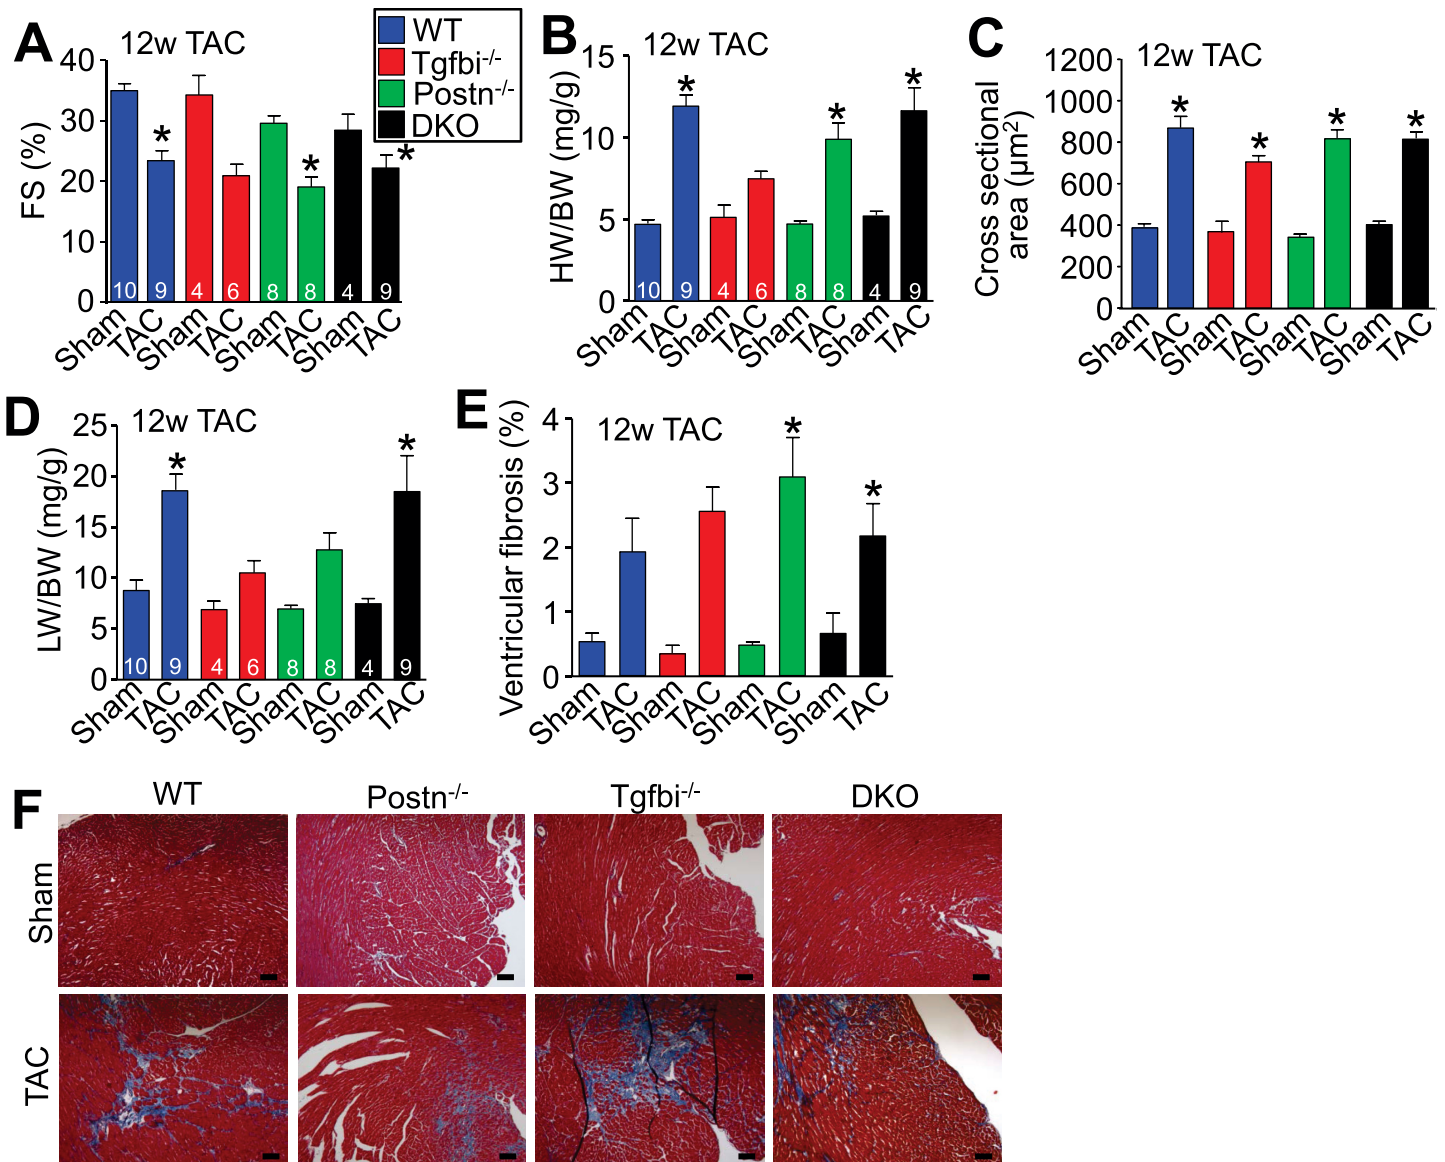 A
12w TAC
FS (%)
40
30
20
10
0
*
*
*
10
9
4
6
8
8
4
9
Sham
TAC
Sham
TAC
Sham
TAC
Sham
TAC
WT
Tgfbi-/-
Postn-/-
DKO
B
12w TAC
HW/BW (mg/g)
15
10
5
0
*
*
*
10
9
4
6
8
8
4
9
Sham
TAC
Sham
TAC
Sham
TAC
Sham
TAC
C
12w TAC
Cross sectional
area (µm²)
1200
1000
800
600
400
200
0
*
*
*
*
Sham
TAC
Sham
TAC
Sham
TAC
Sham
TAC
D
12w TAC
LW/BW (mg/g)
25
20
15
10
5
0
*
*
10
9
4
6
8
8
4
9
Sham
TAC
Sham
TAC
Sham
TAC
Sham
TAC
E
12w TAC
Ventricular fibrosis (%)
4
3
2
1
0
*
*
Sham
TAC
Sham
TAC
Sham
TAC
Sham
TAC
F
WT
Postn-/-
Tgfbi-/-
DKO
Sham
TAC